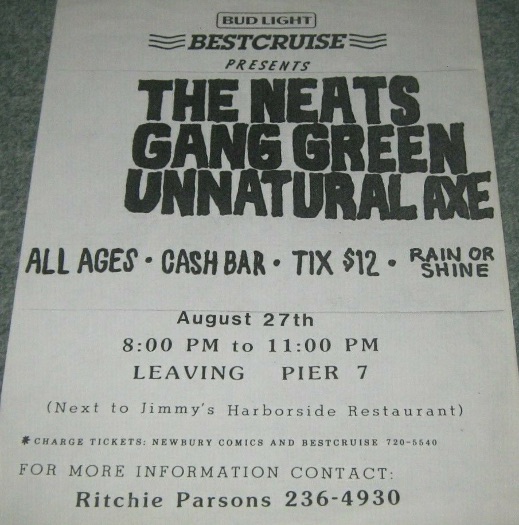 BUD LIGHT
BESTCRUISE
PRESENTS
THE NEATS
GANG GREEN
UNNATURAL AXE
ALL AGES · CASH BAR · TIX $12 · RAIN OR SHINE
August 27th
8:00 PM to 11:00 PM
LEAVING PIER 7
(Next to Jimmy's Harborside Restaurant)
*CHARGE TICKETS: NEWBURY COMICS AND BESTCRUISE 720-5540
FOR MORE INFORMATION CONTACT:
Ritchie Parsons 236-4930